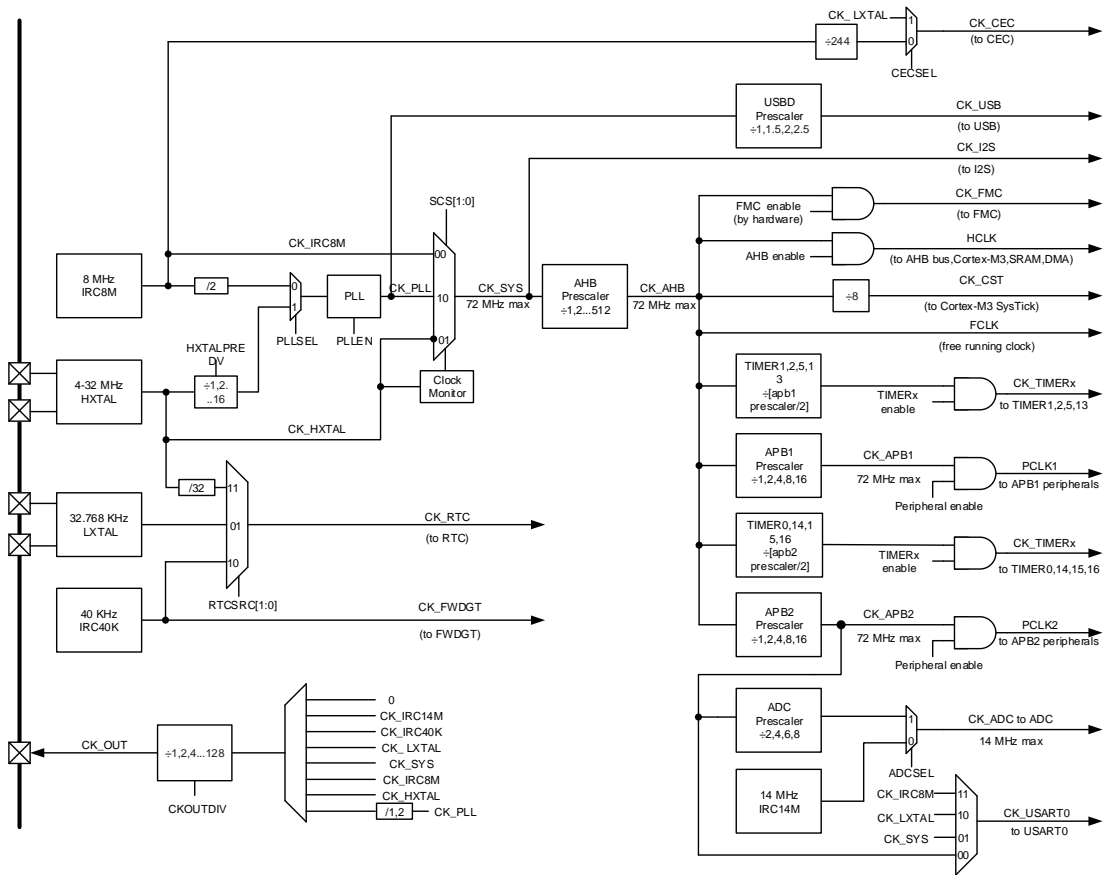 CK_ LXTAL
1
÷244
0
CK_CEC
(to CEC)
CECSEL
USBD
Prescaler
÷1,1.5,2,2.5
CK_USB
(to USB)
CK_I2S
(to I2S)
SCS[1:0]
FMC enable
(by hardware)
CK_FMC
(to FMC)
CK_IRC8M
00
AHB enable
HCLK
(to AHB bus,Cortex-M3,SRAM,DMA)
8 MHz
IRC8M
/2
0
1
PLLSEL
PLL
PLLEN
CK_PLL
10
CK_SYS
72 MHz max
AHB
Prescaler
÷1,2...512
CK_AHB
72 MHz max
÷8
CK_CST
(to Cortex-M3 SysTick)
FCLK
(free running clock)
01
Clock
Monitor
HXTALPRE
DV
÷1,2.
..16
4-32 MHz
HXTAL
CK_HXTAL
TIMER1,2,5,1
3
÷[apb1
prescaler/2]
TIMERx
enable
CK_TIMERx
to TIMER1,2,5,13
APB1
Prescaler
÷1,2,4,8,16
CK_APB1
72 MHz max
Peripheral enable
PCLK1
to APB1 peripherals
/32
11
32.768 KHz
LXTAL
01
CK_RTC
(to RTC)
10
RTCSRC[1:0]
TIMER0,14,1
5,16
÷[apb2
prescaler/2]
TIMERx
enable
CK_TIMERx
to TIMER0,14,15,16
40 KHz
IRC40K
CK_FWDGT
(to FWDGT)
APB2
Prescaler
÷1,2,4,8,16
CK_APB2
72 MHz max
Peripheral enable
PCLK2
to APB2 peripherals
0
CK_IRC14M
CK_IRC40K
CK_ LXTAL
CK_SYS
CK_IRC8M
CK_HXTAL
/1,2
CK_PLL
CK_OUT
÷1,2,4...128
CKOUTDIV
ADC
Prescaler
÷2,4,6,8
1
0
ADCSEL
CK_ADC to ADC
14 MHz max
14 MHz
IRC14M
CK_IRC8M
11
CK_LXTAL
10
CK_SYS
01
00
CK_USART0
to USART0